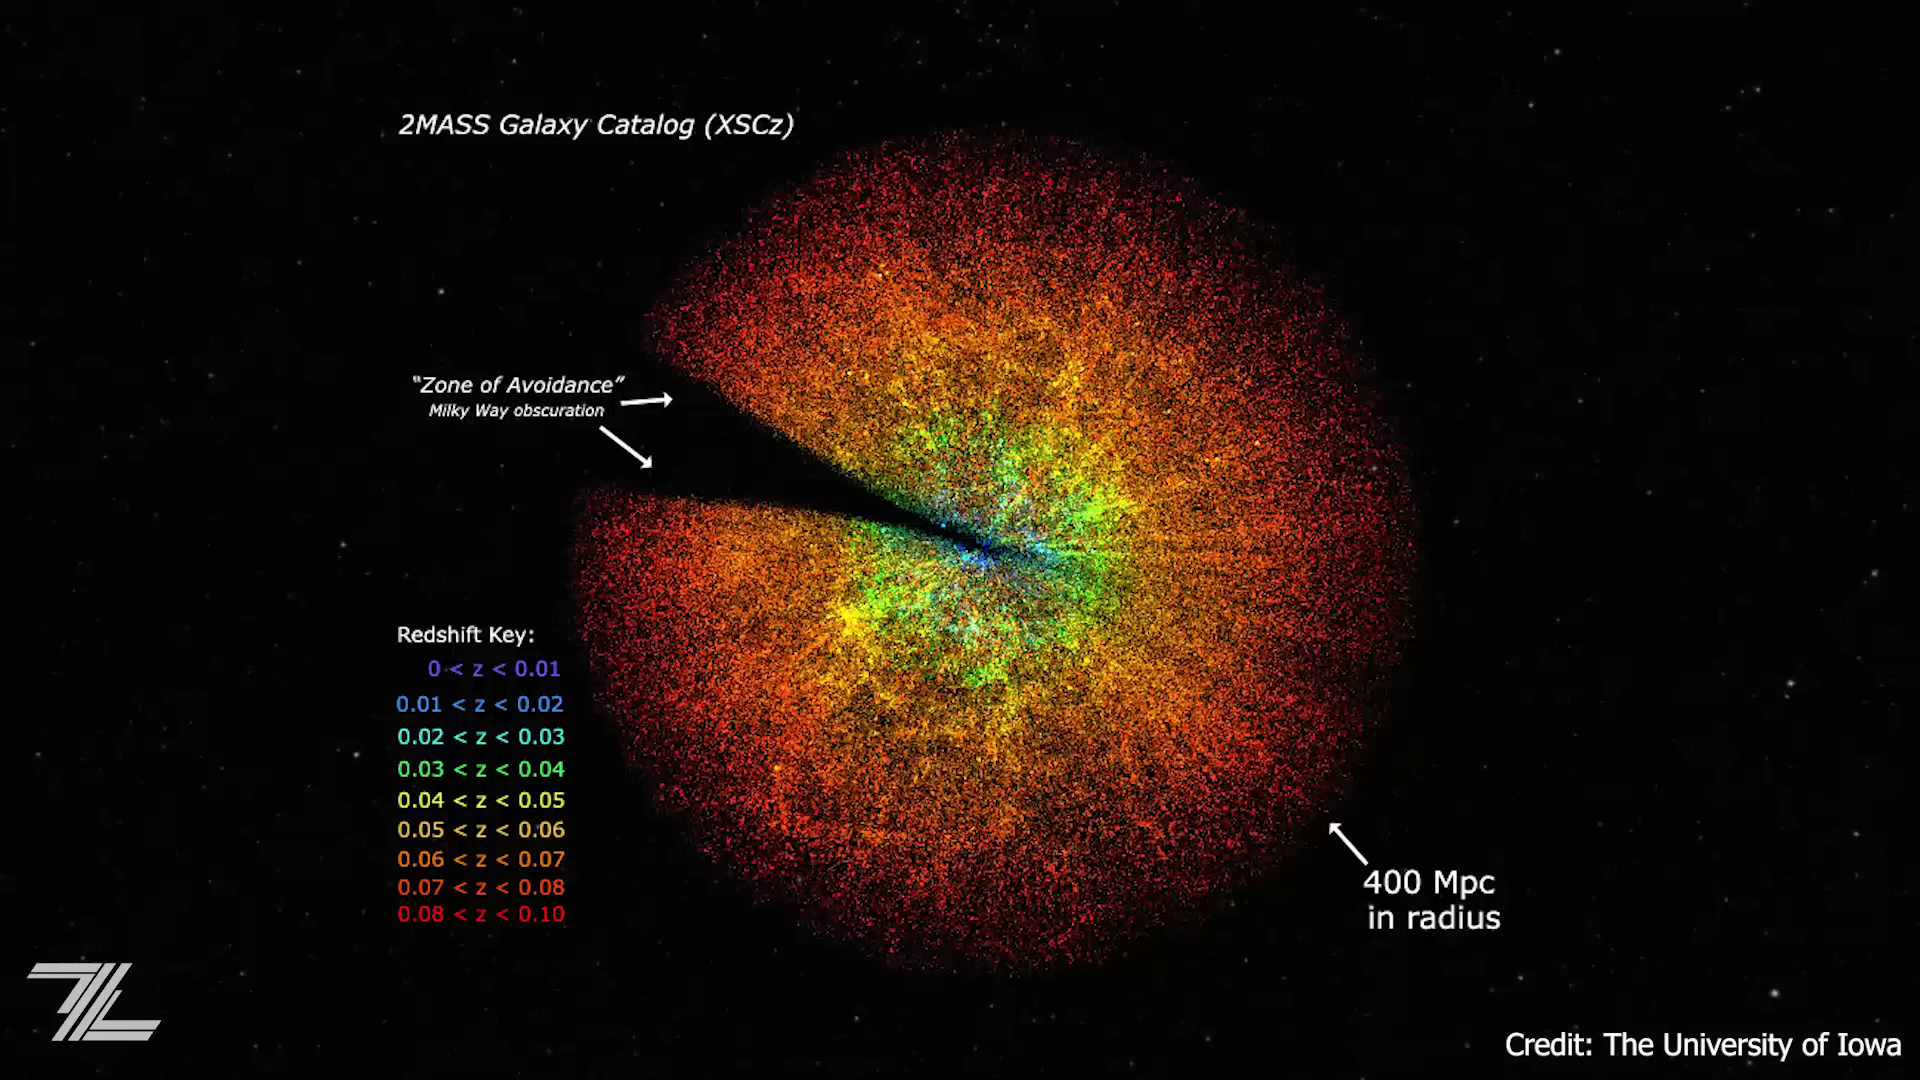 2MASS Galaxy Catalog (XSCz)
“Zone of Avoidance”
Milky Way obscuration
Redshift Key:
0 < z < 0.01
0.01 < z < 0.02
0.02 < z < 0.03
0.03 < z < 0.04
0.04 < z < 0.05
0.05 < z < 0.06
0.06 < z < 0.07
0.07 < z < 0.08
0.08 < z < 0.10
400 Mpc
in radius
Credit: The University of Iowa